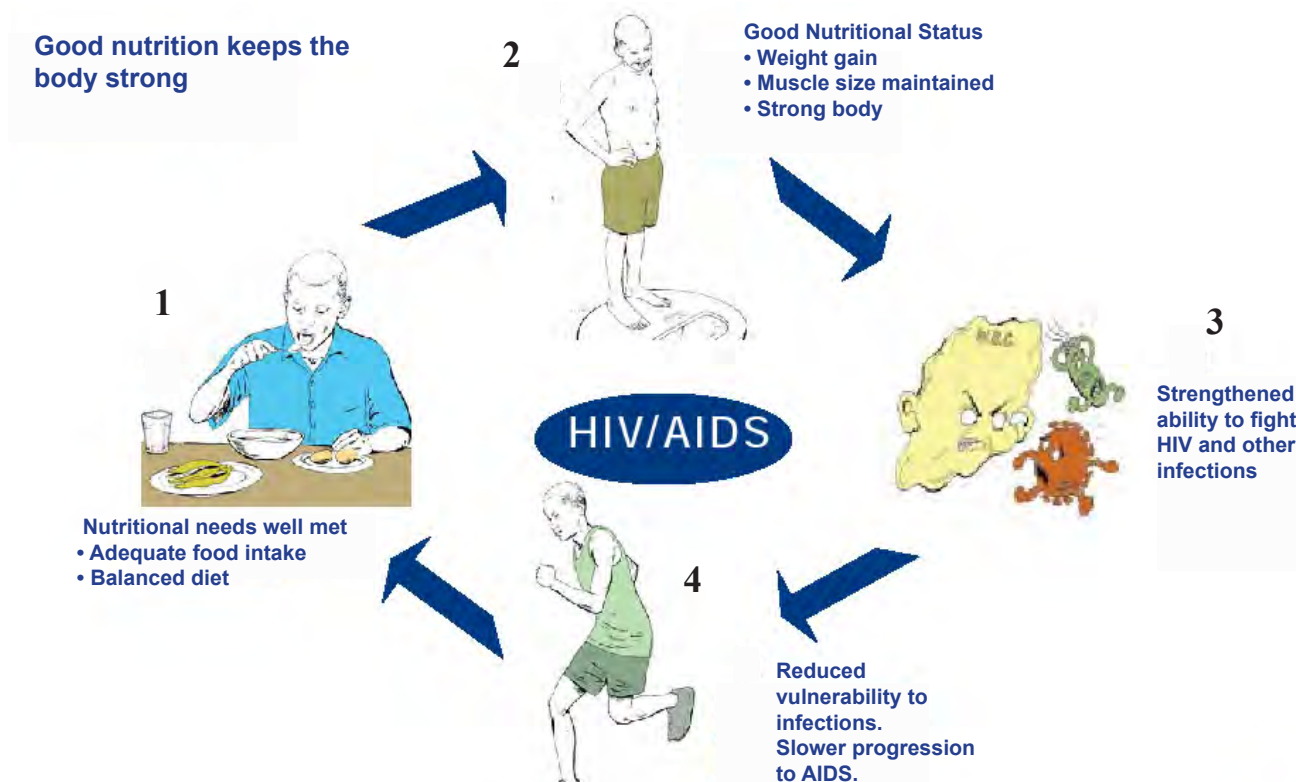 Good nutrition keeps the
body strong
2
Good Nutritional Status
• Weight gain
• Muscle size maintained
• Strong body
1
Nutritional needs well met
• Adequate food intake
• Balanced diet
HIV/AIDS
W.B.C
3
Strengthened
ability to fight
HIV and other
infections
4
Reduced
vulnerability to
infections.
Slower progression
to AIDS.